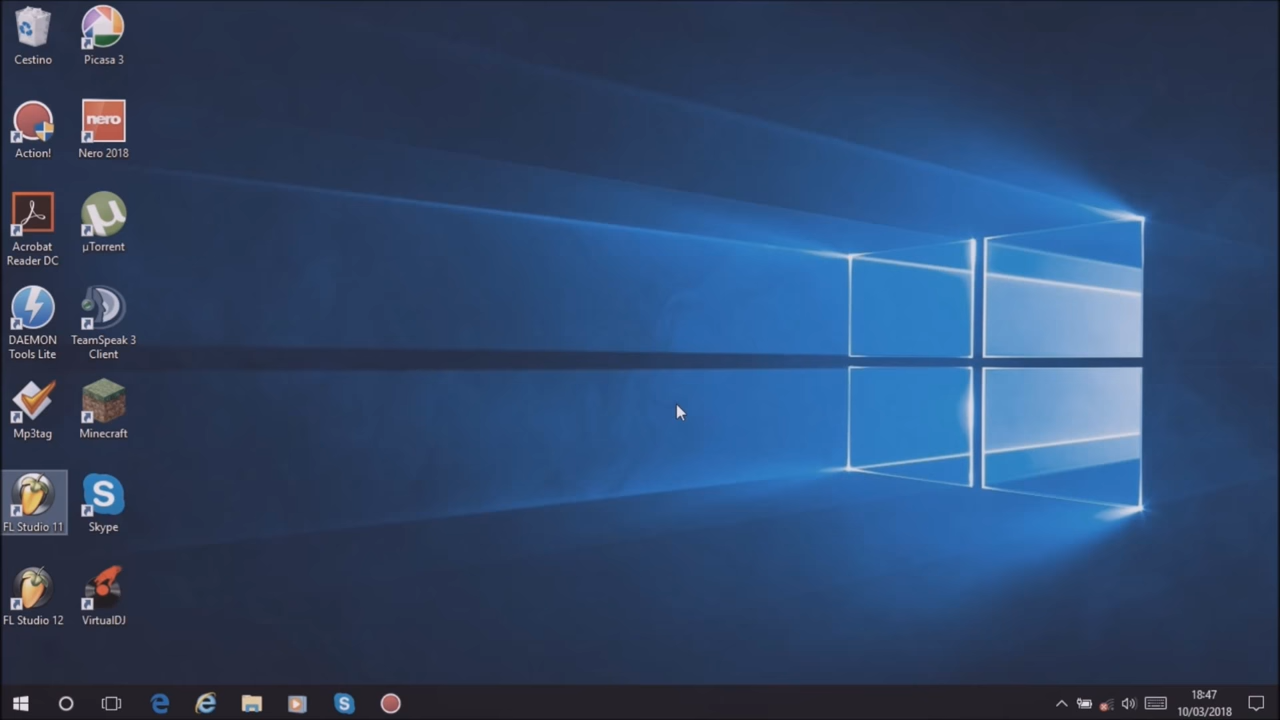 Cestino
Picasa 3
Action!
nero
Nero 2018
Acrobat
Reader DC
µ
µTorrent
DAEMON
Tools Lite
TeamSpeak 3
Client
Mp3tag
Minecraft
FL Studio 11
S
Skype
FL Studio 12
VirtualDJ
S
18:47
10/03/2018